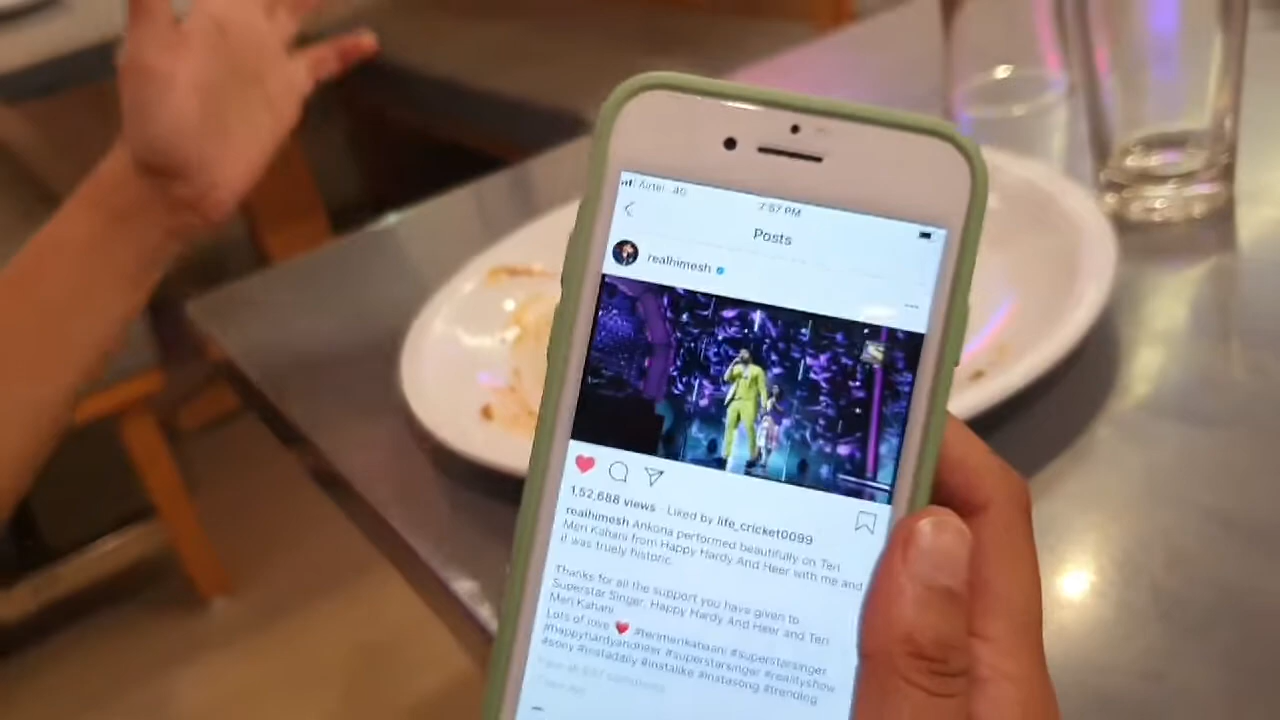 Airtel 4G
7:57 PM
Posts
realhimesh
1,52,688 views · Liked by life_cricket0099
realhimesh Ankona performed beautifully on Teri
Meri Kahani from Happy Hardy And Heer with me and
it was truely historic.
Thanks for all the support you have given to
Superstar Singer, Happy Hardy And Heer and Teri
Meri Kahani
Lots of love ❤️ #terimerikahani #superstarsinger
#happyhardyandheer #superstarsinger #realityshow
#sony #instadaily #instalike #instasong #trending